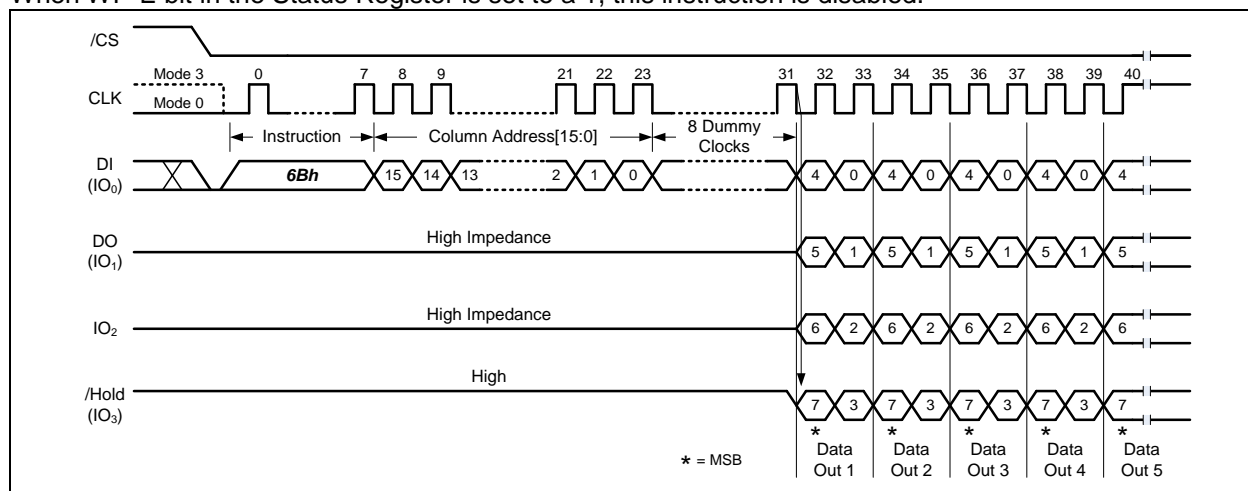 When WP-E bit in the Status Register is set to a 1, this instruction is disabled.
/CS
Mode 3 0 7 8 9 21 22 23 31 32 33 34 35 36 37 38 39 40
CLK
Mode 0
Instruction Column Address[15:0] 8 Dummy
Clocks
DI
(IO₀)
6Bh 15 14 13 2 1 0 4 0 4 0 4 0 4 0 4
High Impedance
DO
(IO₁)
5 1 5 1 5 1 5 1 5
High Impedance
IO₂
6 2 6 2 6 2 6 2 6
High
/Hold
(IO₃)
7 3 7 3 7 3 7 3 7
* * * * *
* = MSB
Data Data Data Data Data
Out 1 Out 2 Out 3 Out 4 Out 5